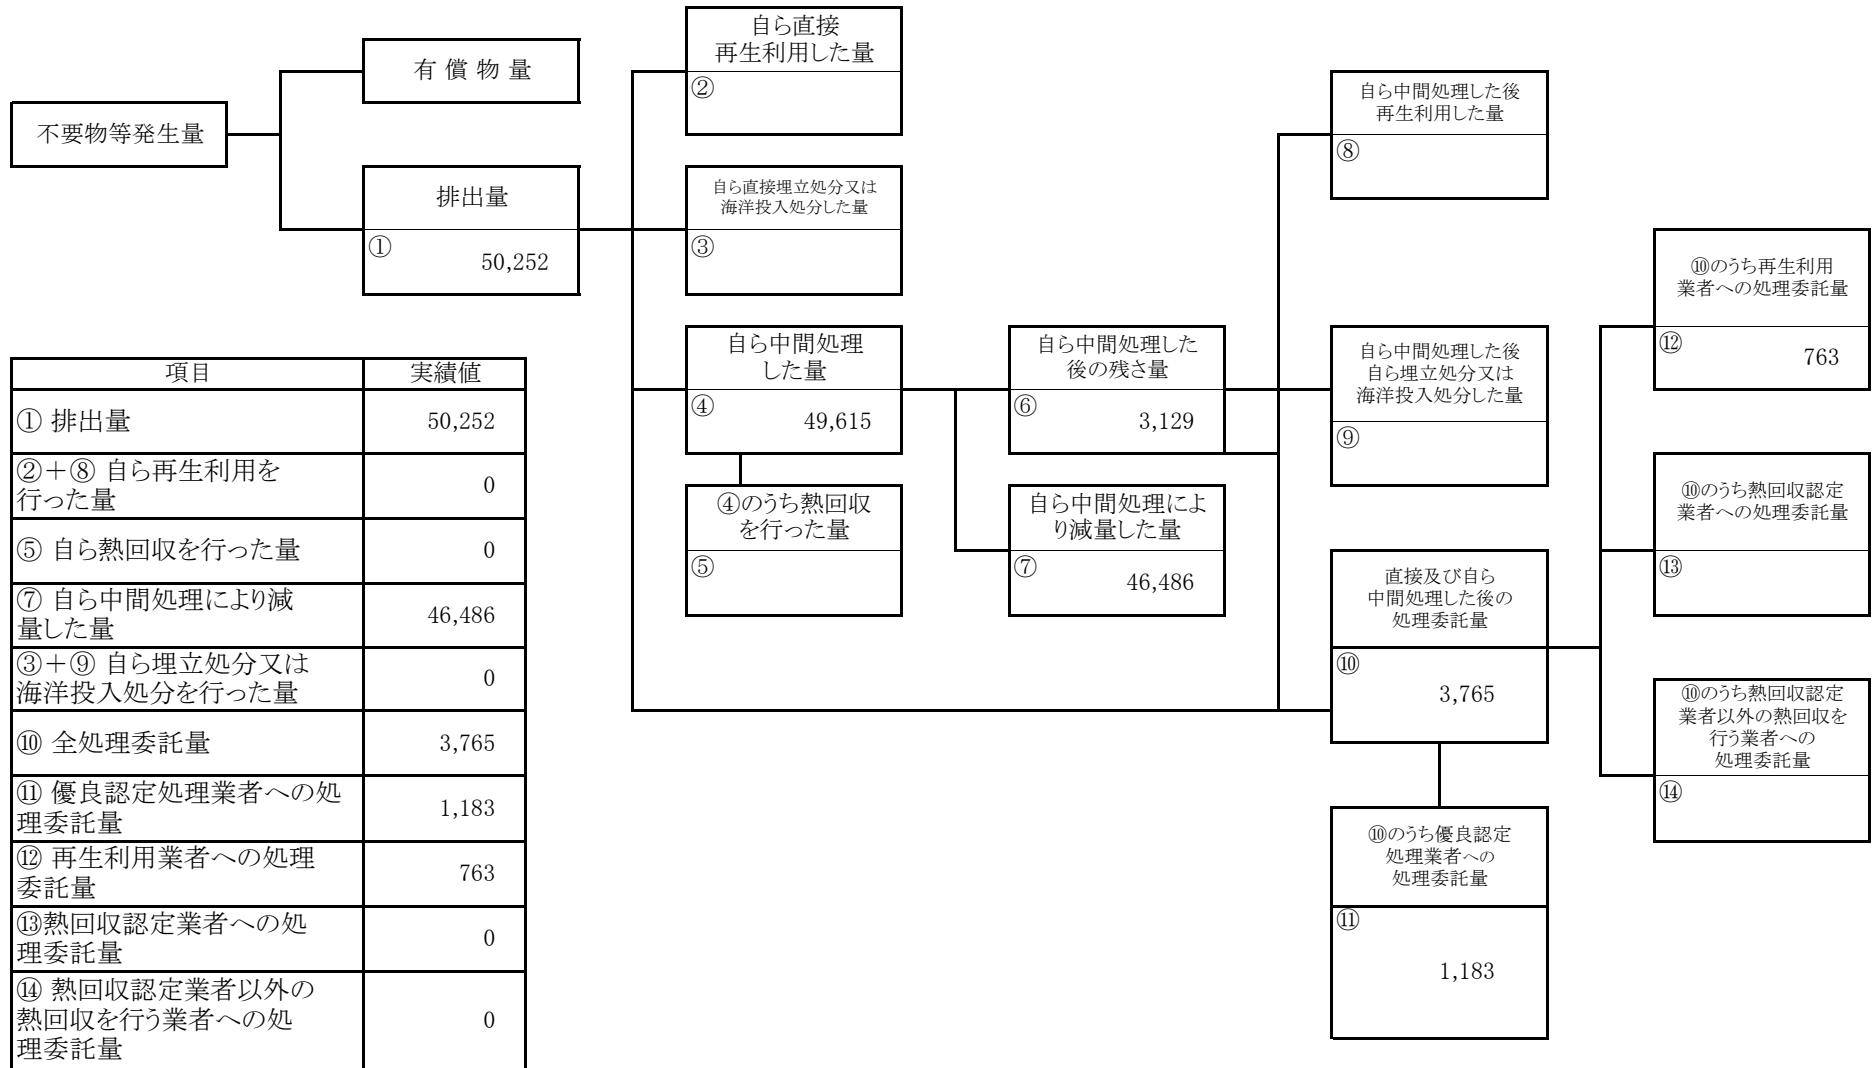 不要物等発生量
有 償 物 量
排出量
①
50,252
自ら直接
再生利用した量
②
自ら直接埋立処分又は
海洋投入処分した量
③
自ら中間処理
した量
④
49,615
④のうち熱回収
を行った量
⑤
自ら中間処理した
後の残さ量
⑥
3,129
自ら中間処理によ
り減量した量
⑦
46,486
自ら中間処理した後
再生利用した量
⑧
自ら中間処理した後
自ら埋立処分又は
海洋投入処分した量
⑨
直接及び自ら
中間処理した後の
処理委託量
⑩
3,765
⑩のうち優良認定
処理業者への
処理委託量
⑪
1,183
⑩のうち再生利用
業者への処理委託量
⑫
763
⑩のうち熱回収認定
業者への処理委託量
⑬
⑩のうち熱回収認定
業者以外の熱回収を
行う業者への
処理委託量
⑭
項目 実績値
① 排出量 50,252
②＋⑧ 自ら再生利用を
行った量 0
⑤ 自ら熱回収を行った量 0
⑦ 自ら中間処理により減
量した量 46,486
③＋⑨ 自ら埋立処分又は
海洋投入処分を行った量 0
⑩ 全処理委託量 3,765
⑪ 優良認定処理業者への処
理委託量 1,183
⑫ 再生利用業者への処理
委託量 763
⑬熱回収認定業者への処
理委託量 0
⑭ 熱回収認定業者以外の
熱回収を行う業者への処
理委託量 0